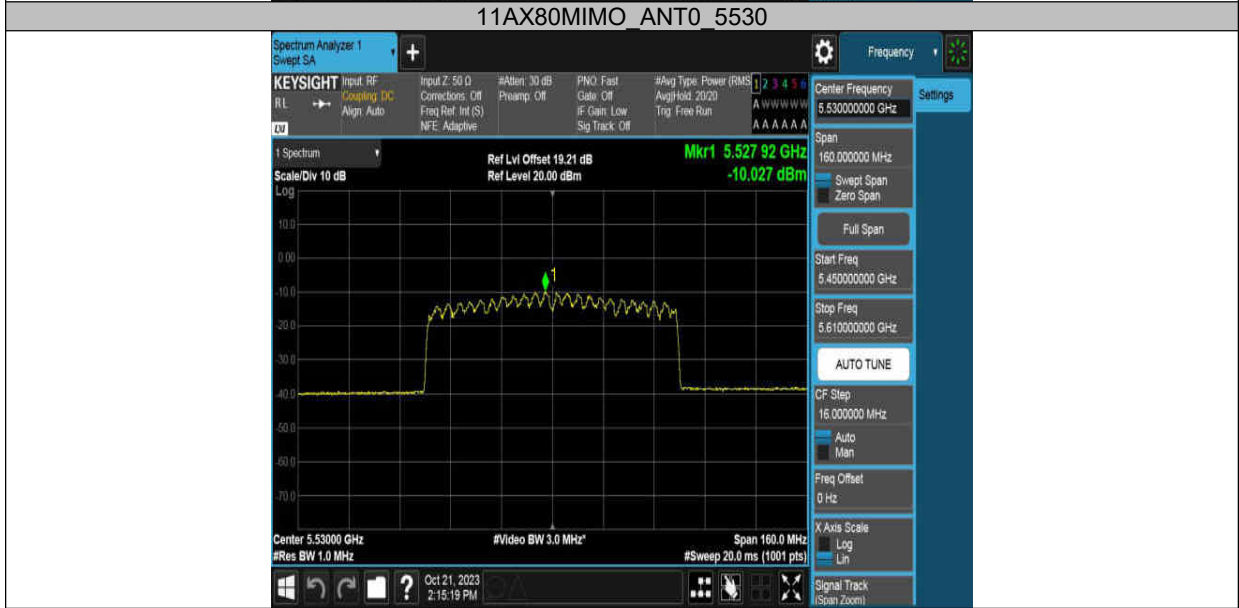 11AX80MIMO_ANT0_5530
Spectrum Analyzer 1
Swept SA
+
Frequency
KEYSIGHT
RL
LXI
Input: RF
Coupling: DC
Align: Auto
Input Z: 50 Ω
Corrections: Off
Freq Ref: Int (S)
NFE: Adaptive
#Atten: 30 dB
Preamp: Off
PNO: Fast
Gate: Off
IF Gain: Low
Sig Track: Off
#Avg Type: Power (RMS
Avg|Hold: 20/20
Trig: Free Run
1 2 3 4 5 6
A W W W W W
A A A A A A
Center Frequency
5.530000000 GHz
Settings
Span
160.000000 MHz
Swept Span
Zero Span
Full Span
Start Freq
5.450000000 GHz
Stop Freq
5.610000000 GHz
AUTO TUNE
CF Step
16.000000 MHz
Auto
Man
Freq Offset
0 Hz
X Axis Scale
Log
Lin
Signal Track
(Span Zoom)
1 Spectrum
Scale/Div 10 dB
Ref Lvl Offset 19.21 dB
Ref Level 20.00 dBm
Mkr1 5.527 92 GHz
-10.027 dBm
Log
10.0
0.00
-10.0
-20.0
-30.0
-40.0
-50.0
-60.0
-70.0
1
Center 5.53000 GHz
#Res BW 1.0 MHz
#Video BW 3.0 MHz*
Span 160.0 MHz
#Sweep 20.0 ms (1001 pts)
?
Oct 21, 2023
2:15:19 PM